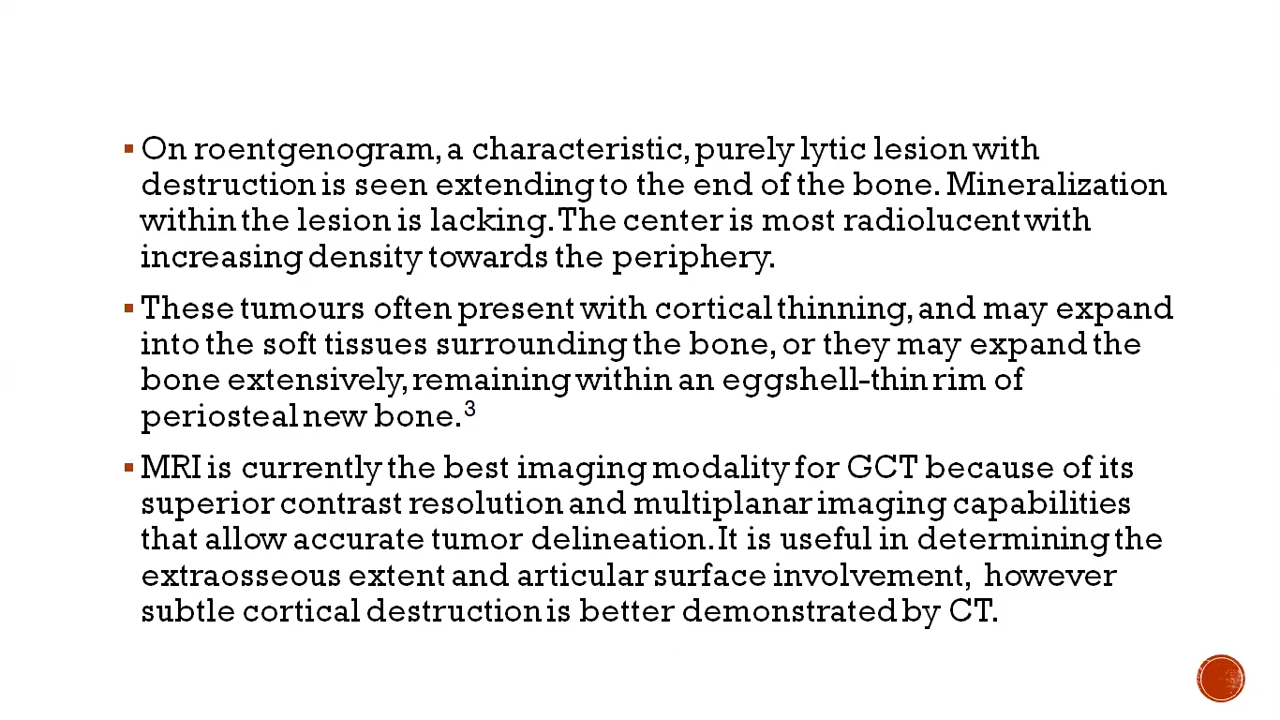 ▪ On roentgenogram, a characteristic, purely lytic lesion with
destruction is seen extending to the end of the bone. Mineralization
within the lesion is lacking. The center is most radiolucent with
increasing density towards the periphery.
▪ These tumours often present with cortical thinning, and may expand
into the soft tissues surrounding the bone, or they may expand the
bone extensively, remaining within an eggshell-thin rim of
periosteal new bone.³
▪ MRI is currently the best imaging modality for GCT because of its
superior contrast resolution and multiplanar imaging capabilities
that allow accurate tumor delineation. It is useful in determining the
extraosseous extent and articular surface involvement, however
subtle cortical destruction is better demonstrated by CT.